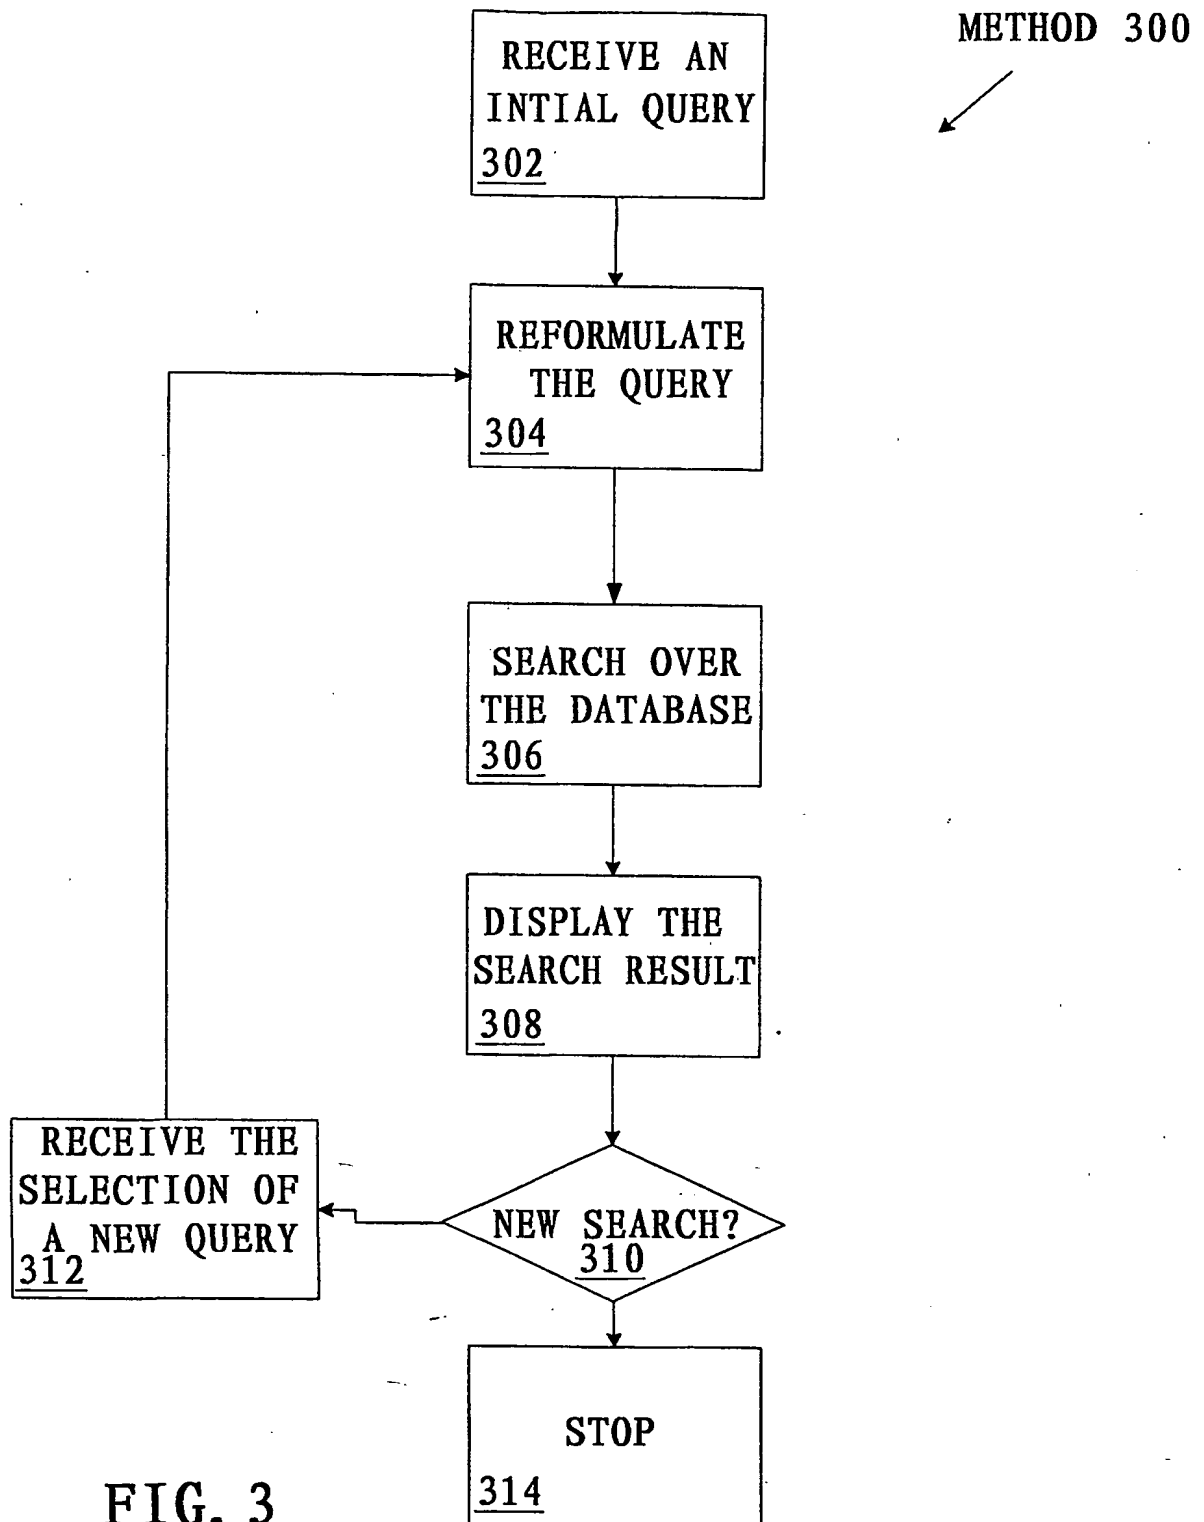 METHOD 300
RECEIVE AN
INTIAL QUERY
302
REFORMULATE
THE QUERY
304
SEARCH OVER
THE DATABASE
306
DISPLAY THE
SEARCH RESULT
308
NEW SEARCH?
310
RECEIVE THE
SELECTION OF
A NEW QUERY
312
STOP
314
FIG. 3